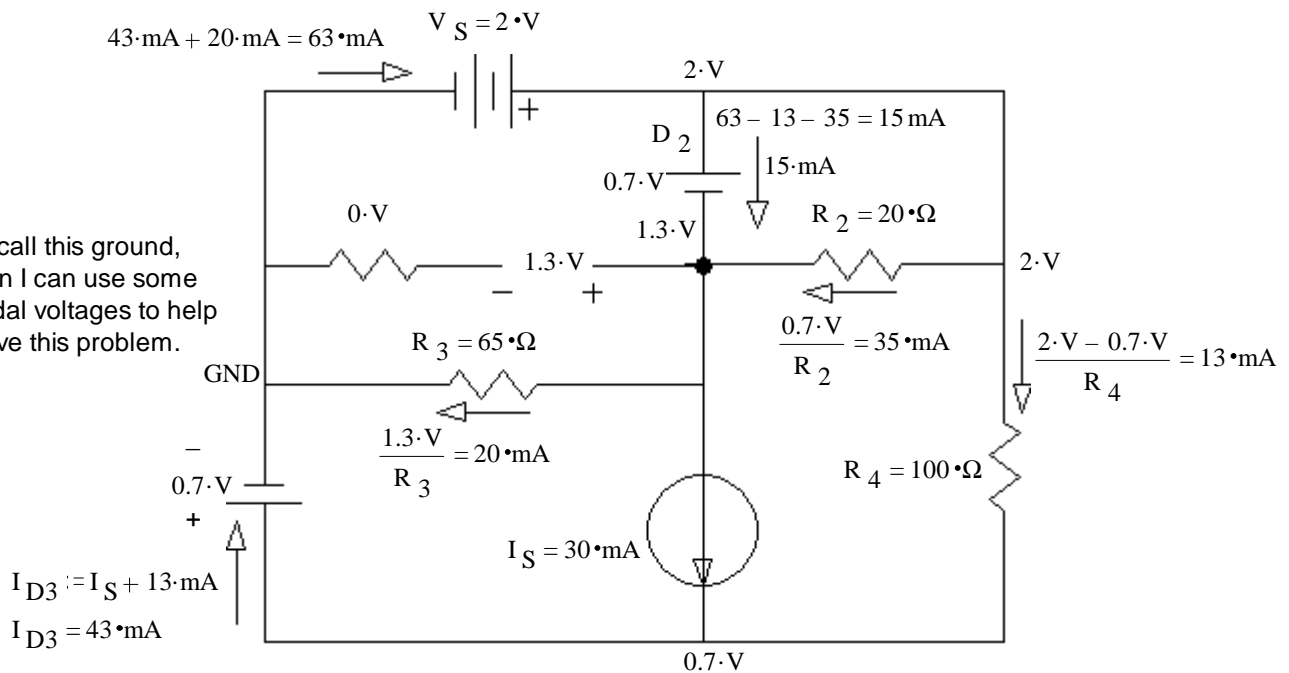 43·mA + 20·mA = 63•mA
V S = 2•V
+
2·V
63 – 13 – 35 = 15 mA
D 2
15·mA
0.7·V
1.3·V
R 2 = 20•Ω
0·V
call this ground,
n I can use some
dal voltages to help
ve this problem.
1.3·V
– +
2·V
0.7·V
R 2
= 35•mA
2·V – 0.7·V
R 4
= 13•mA
R 3 = 65•Ω
GND
1.3·V
R 3
= 20•mA
–
0.7·V
+
R 4 = 100•Ω
I S = 30•mA
I D3 := I S + 13·mA
I D3 = 43•mA
0.7·V